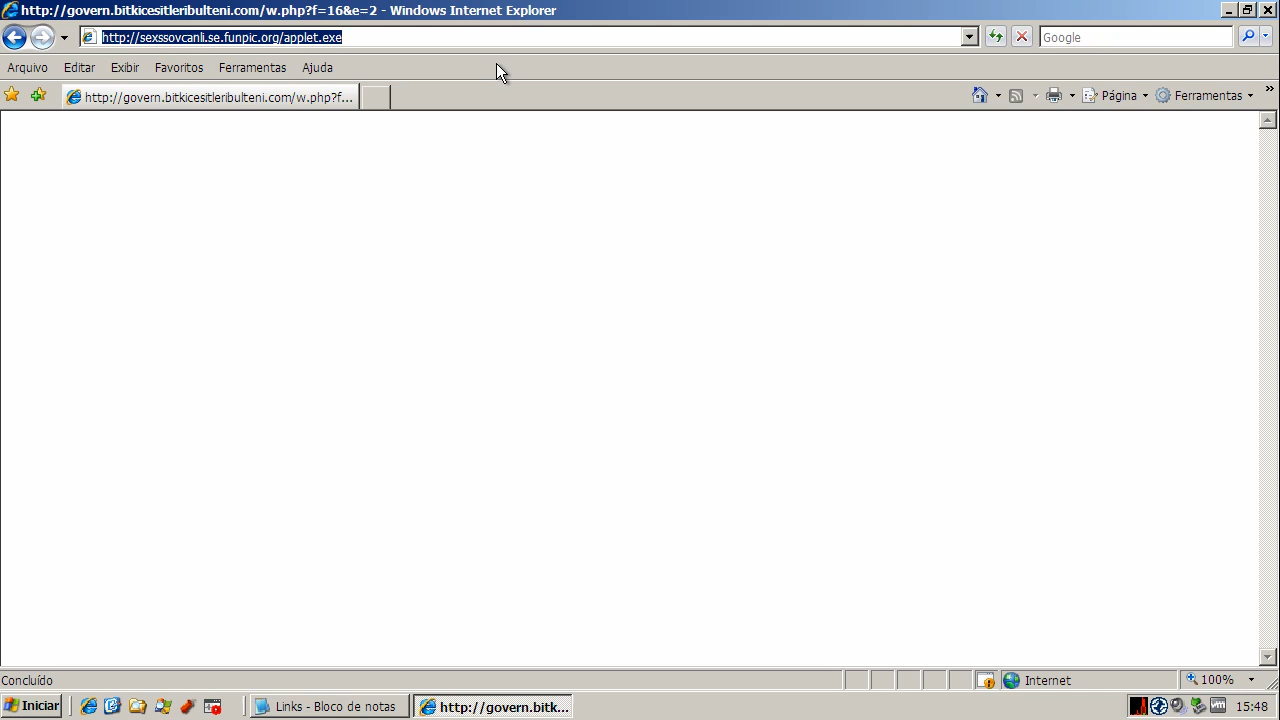 http://govern.bitkicesitleribulteni.com/w.php?f=16&e=2 - Windows Internet Explorer
http://sexssovcanli.se.funpic.org/applet.exe
Google
Arquivo Editar Exibir Favoritos Ferramentas Ajuda
http://govern.bitkicesitleribulteni.com/w.php?f...
Página Ferramentas »
Concluído
Internet
100%
Iniciar
Links - Bloco de notas
http://govern.bitk...
15:48